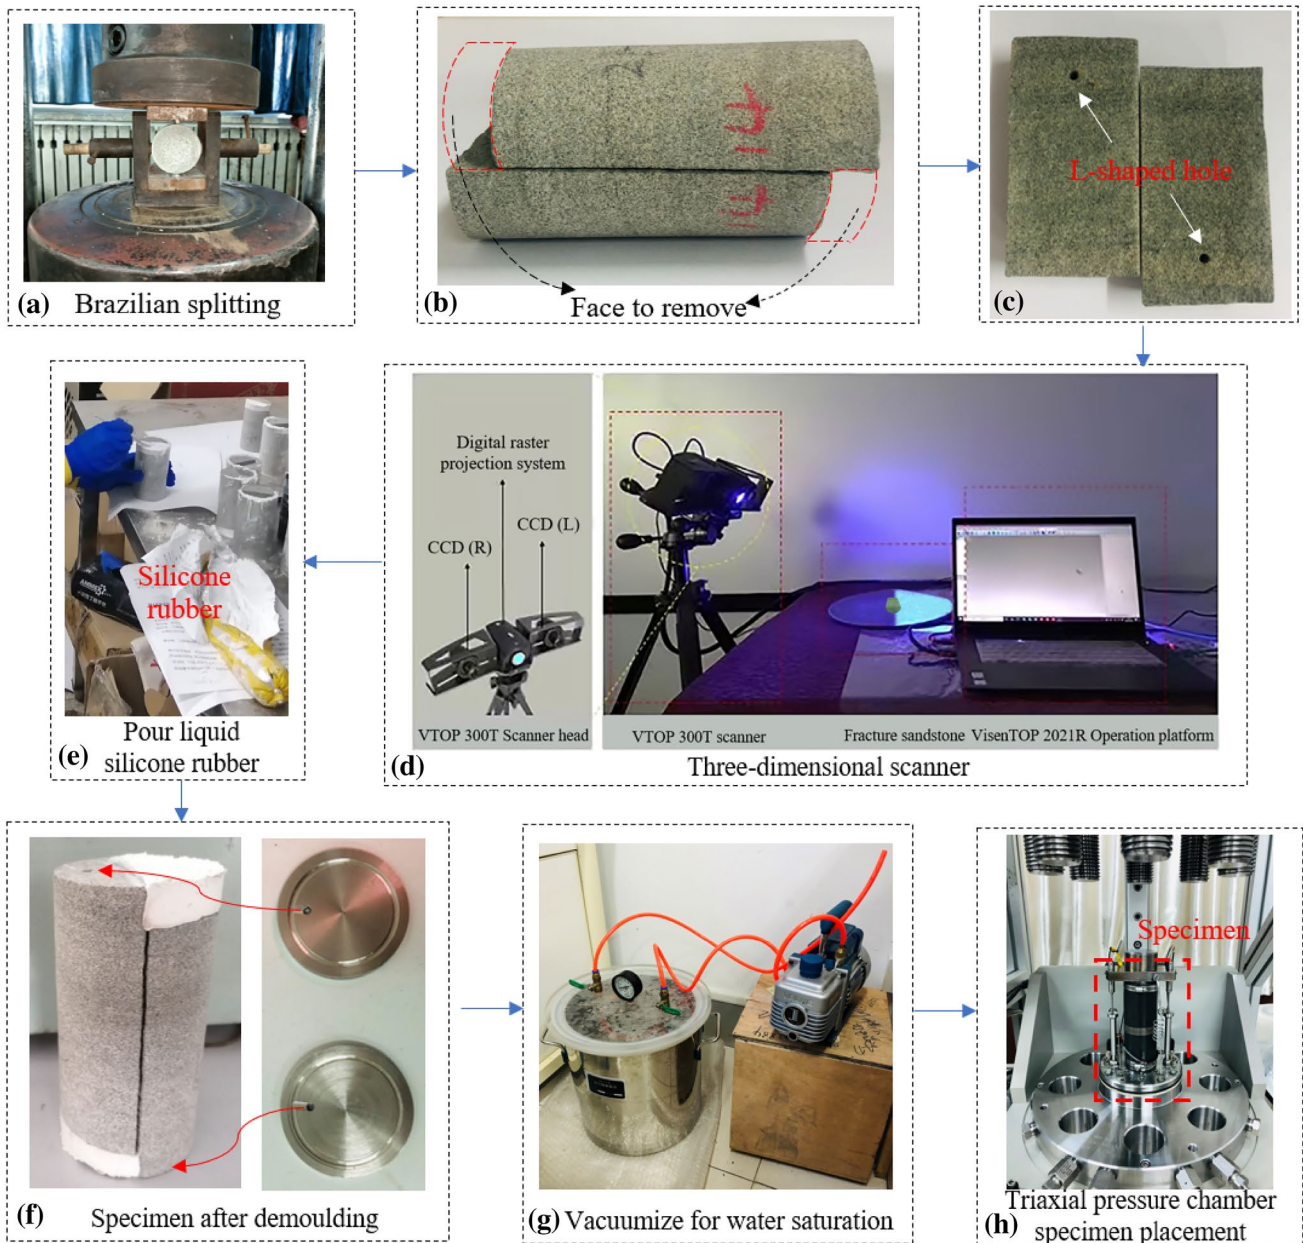 (a) Brazilian splitting
(b) Face to remove
L-shaped hole
(c)
Digital raster
projection system
CCD (L)
CCD (R)
VTOP 300T Scanner head
VTOP 300T scanner
Fracture sandstone
VisenTOP 2021R Operation platform
(d) Three-dimensional scanner
Silicone
rubber
(e) Pour liquid
silicone rubber
(f) Specimen after demoulding
(g) Vacuumize for water saturation
Specimen
(h) Triaxial pressure chamber
specimen placement